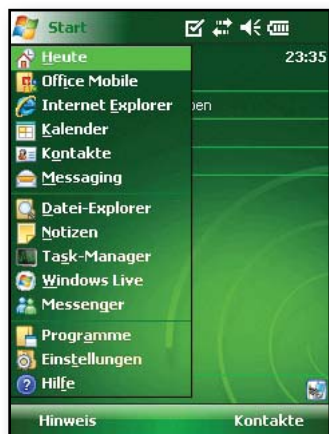 Start
Heute
23:35
Office Mobile
Internet Explorer
Kalender
Kontakte
Messaging
Datei-Explorer
Notizen
Task-Manager
Windows Live
Messenger
Programme
Einstellungen
Hilfe
Hinweis
Kontakte